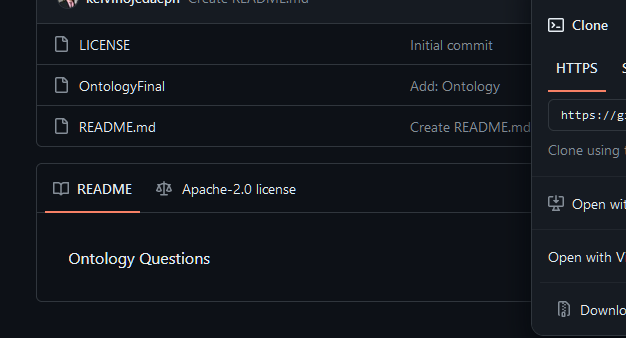 Create README.md
Clone
LICENSE
Initial commit
HTTPS
OntologyFinal
Add: Ontology
https://g
README.md
Create README.md
Clone using
README
Apache-2.0 license
Open wit
Ontology Questions
Open with V
Downlo